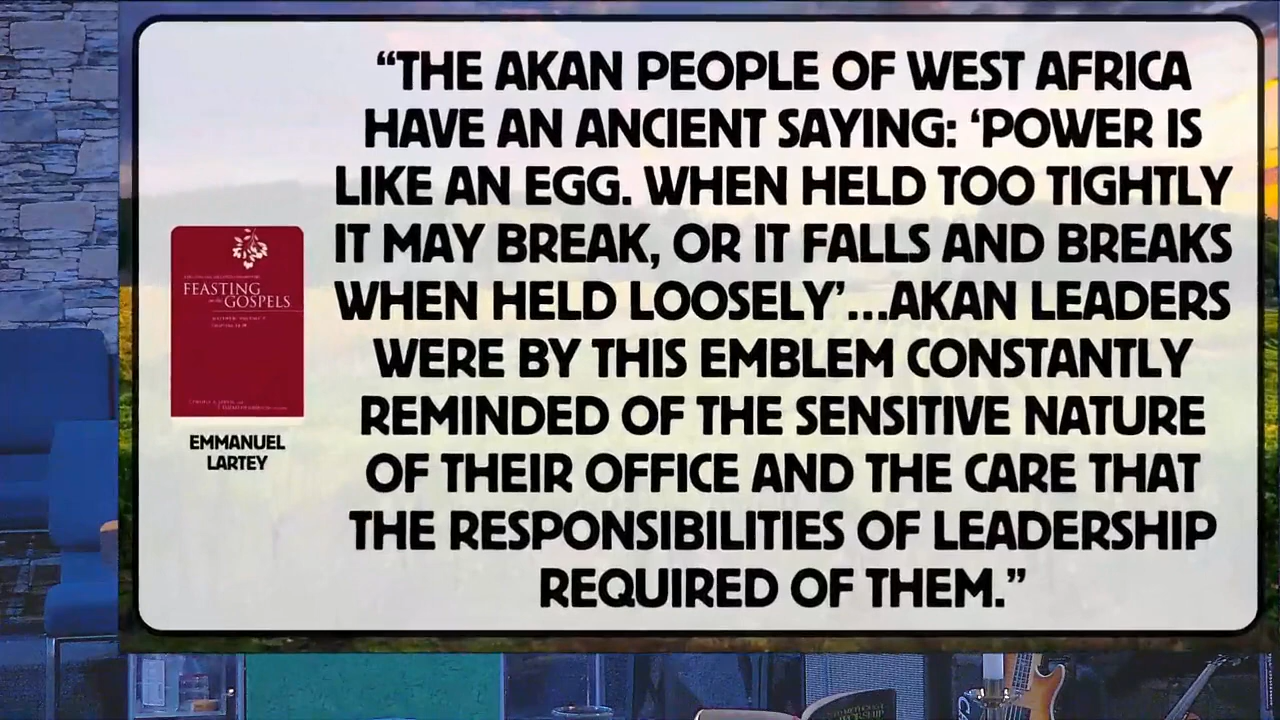 “THE AKAN PEOPLE OF WEST AFRICA
HAVE AN ANCIENT SAYING: ‘POWER IS
LIKE AN EGG. WHEN HELD TOO TIGHTLY
IT MAY BREAK, OR IT FALLS AND BREAKS
WHEN HELD LOOSELY’...AKAN LEADERS
WERE BY THIS EMBLEM CONSTANTLY
REMINDED OF THE SENSITIVE NATURE
OF THEIR OFFICE AND THE CARE THAT
THE RESPONSIBILITIES OF LEADERSHIP
REQUIRED OF THEM.”
FEASTING
on the GOSPELS
EMMANUEL
LARTEY
WORSHIP